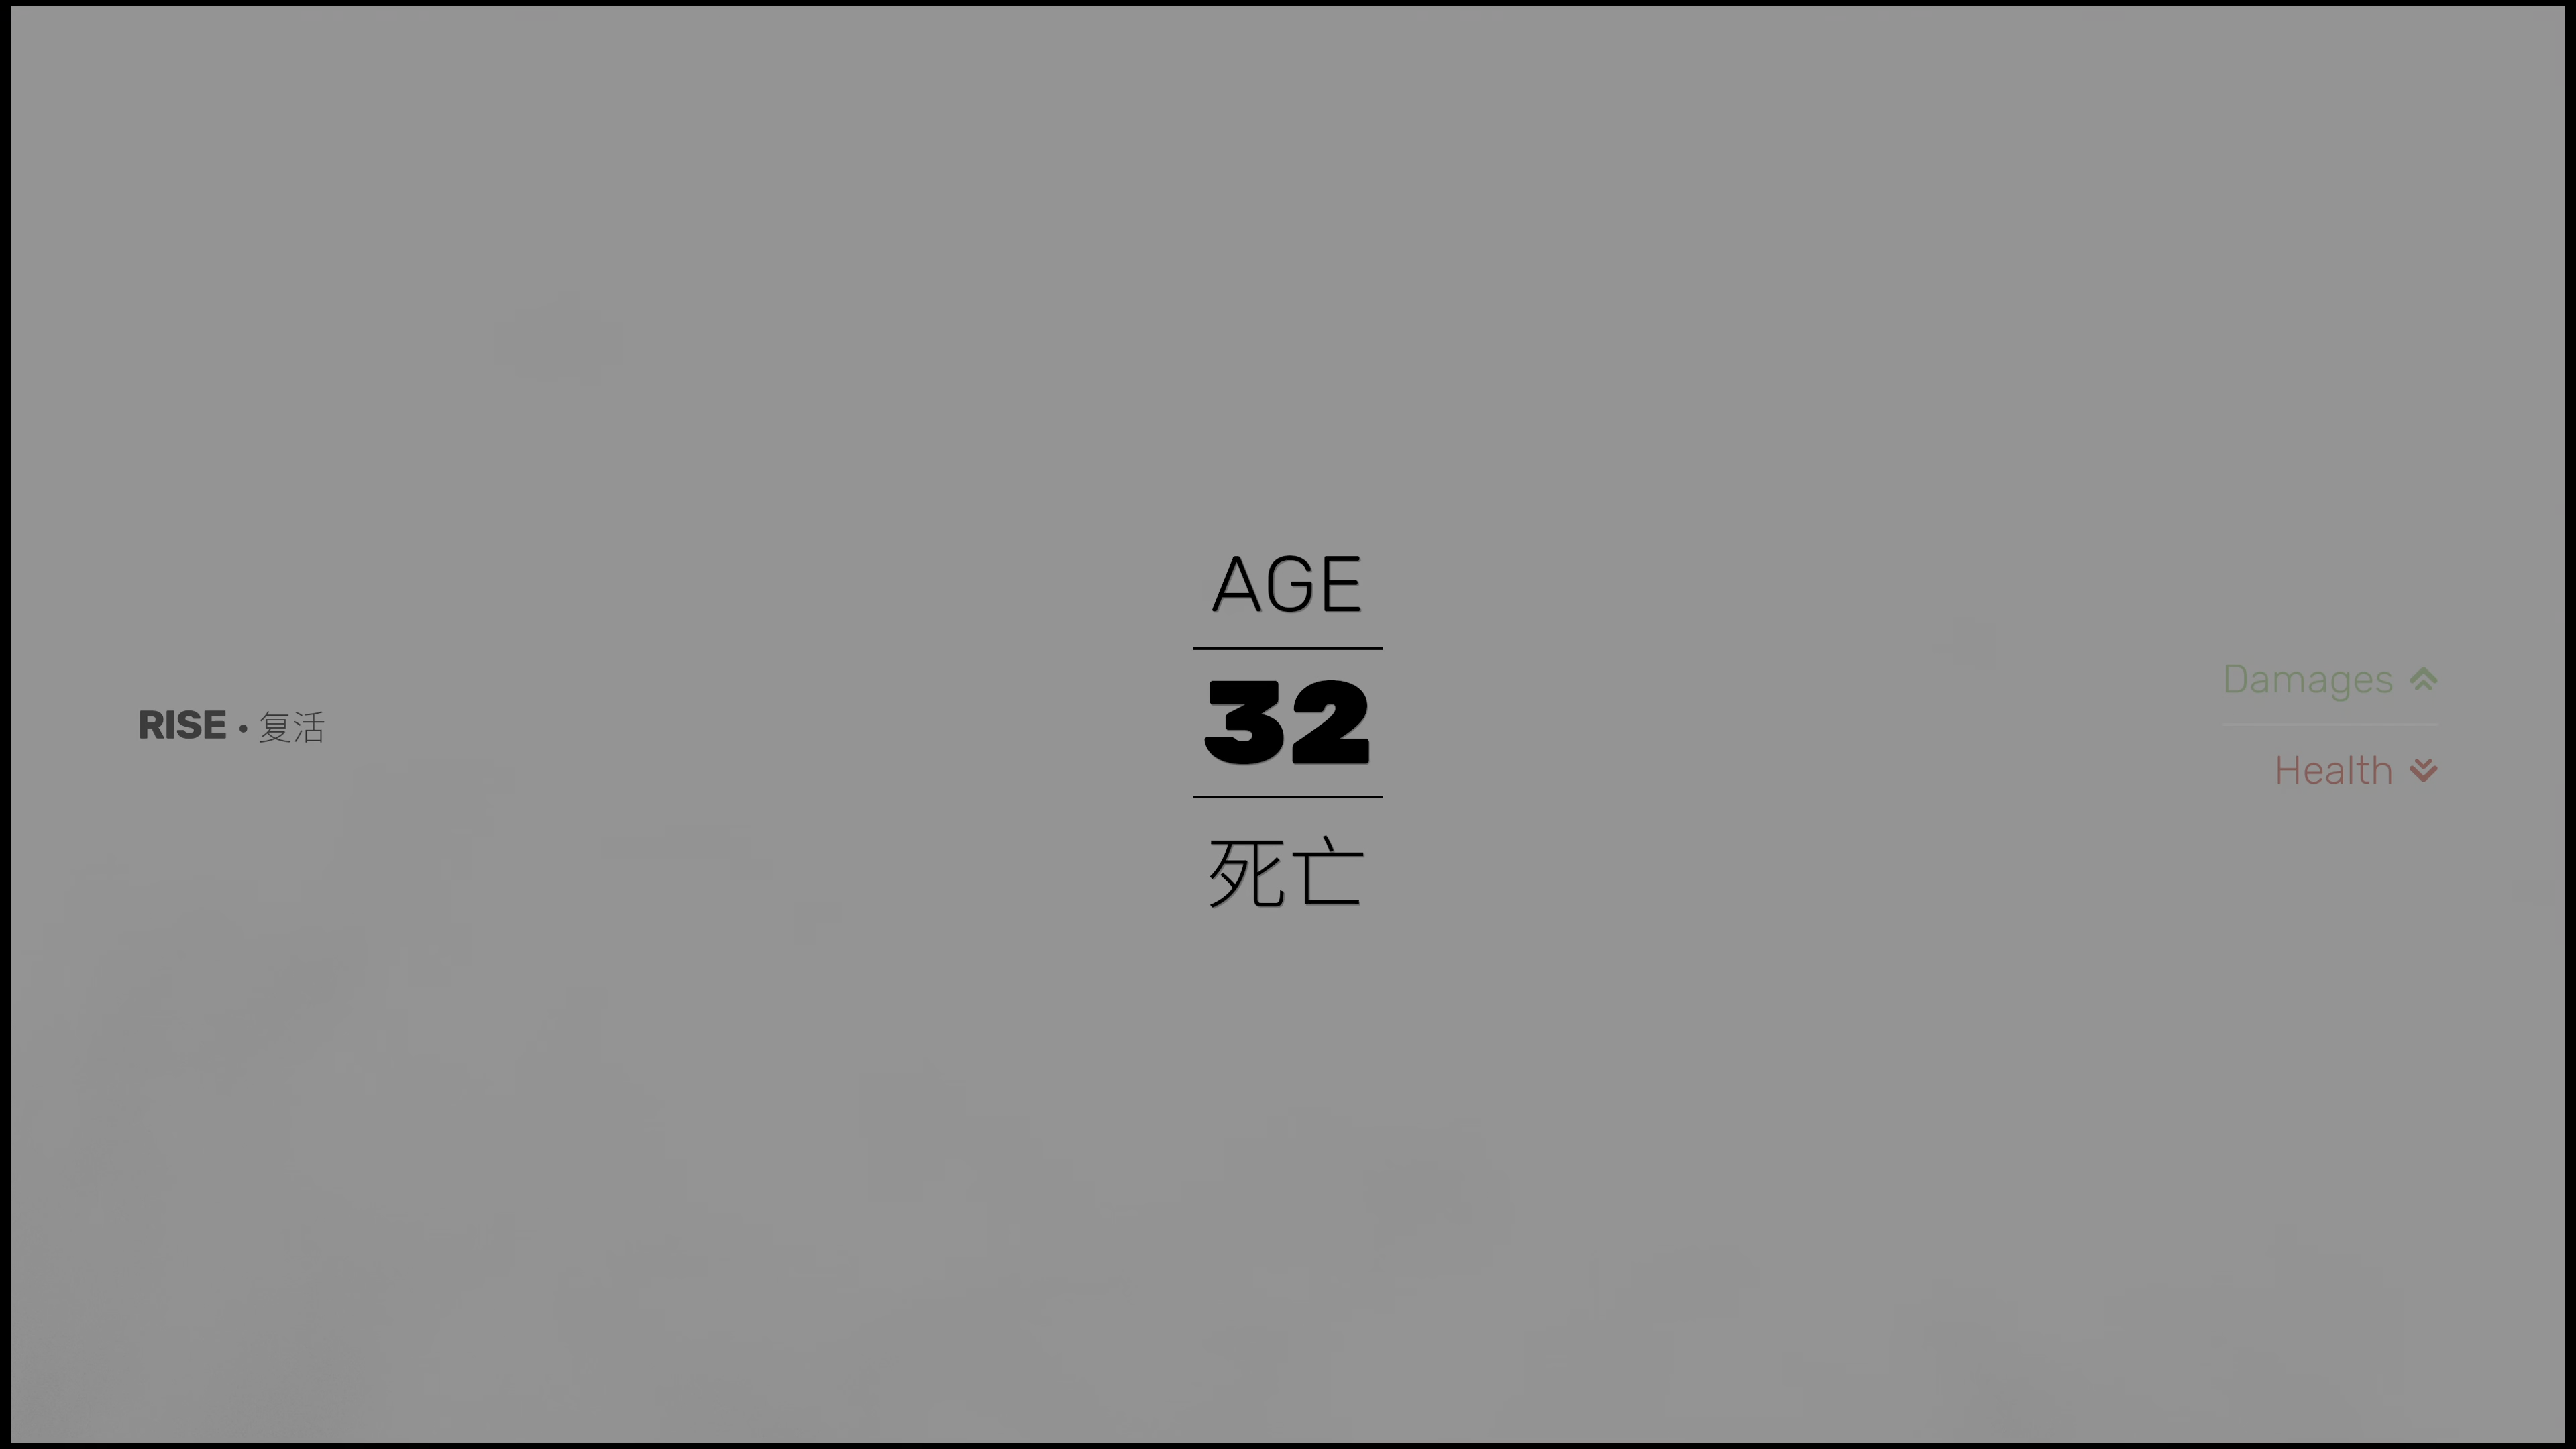 AGE
32
死亡
RISE • 复活
Damages
Health